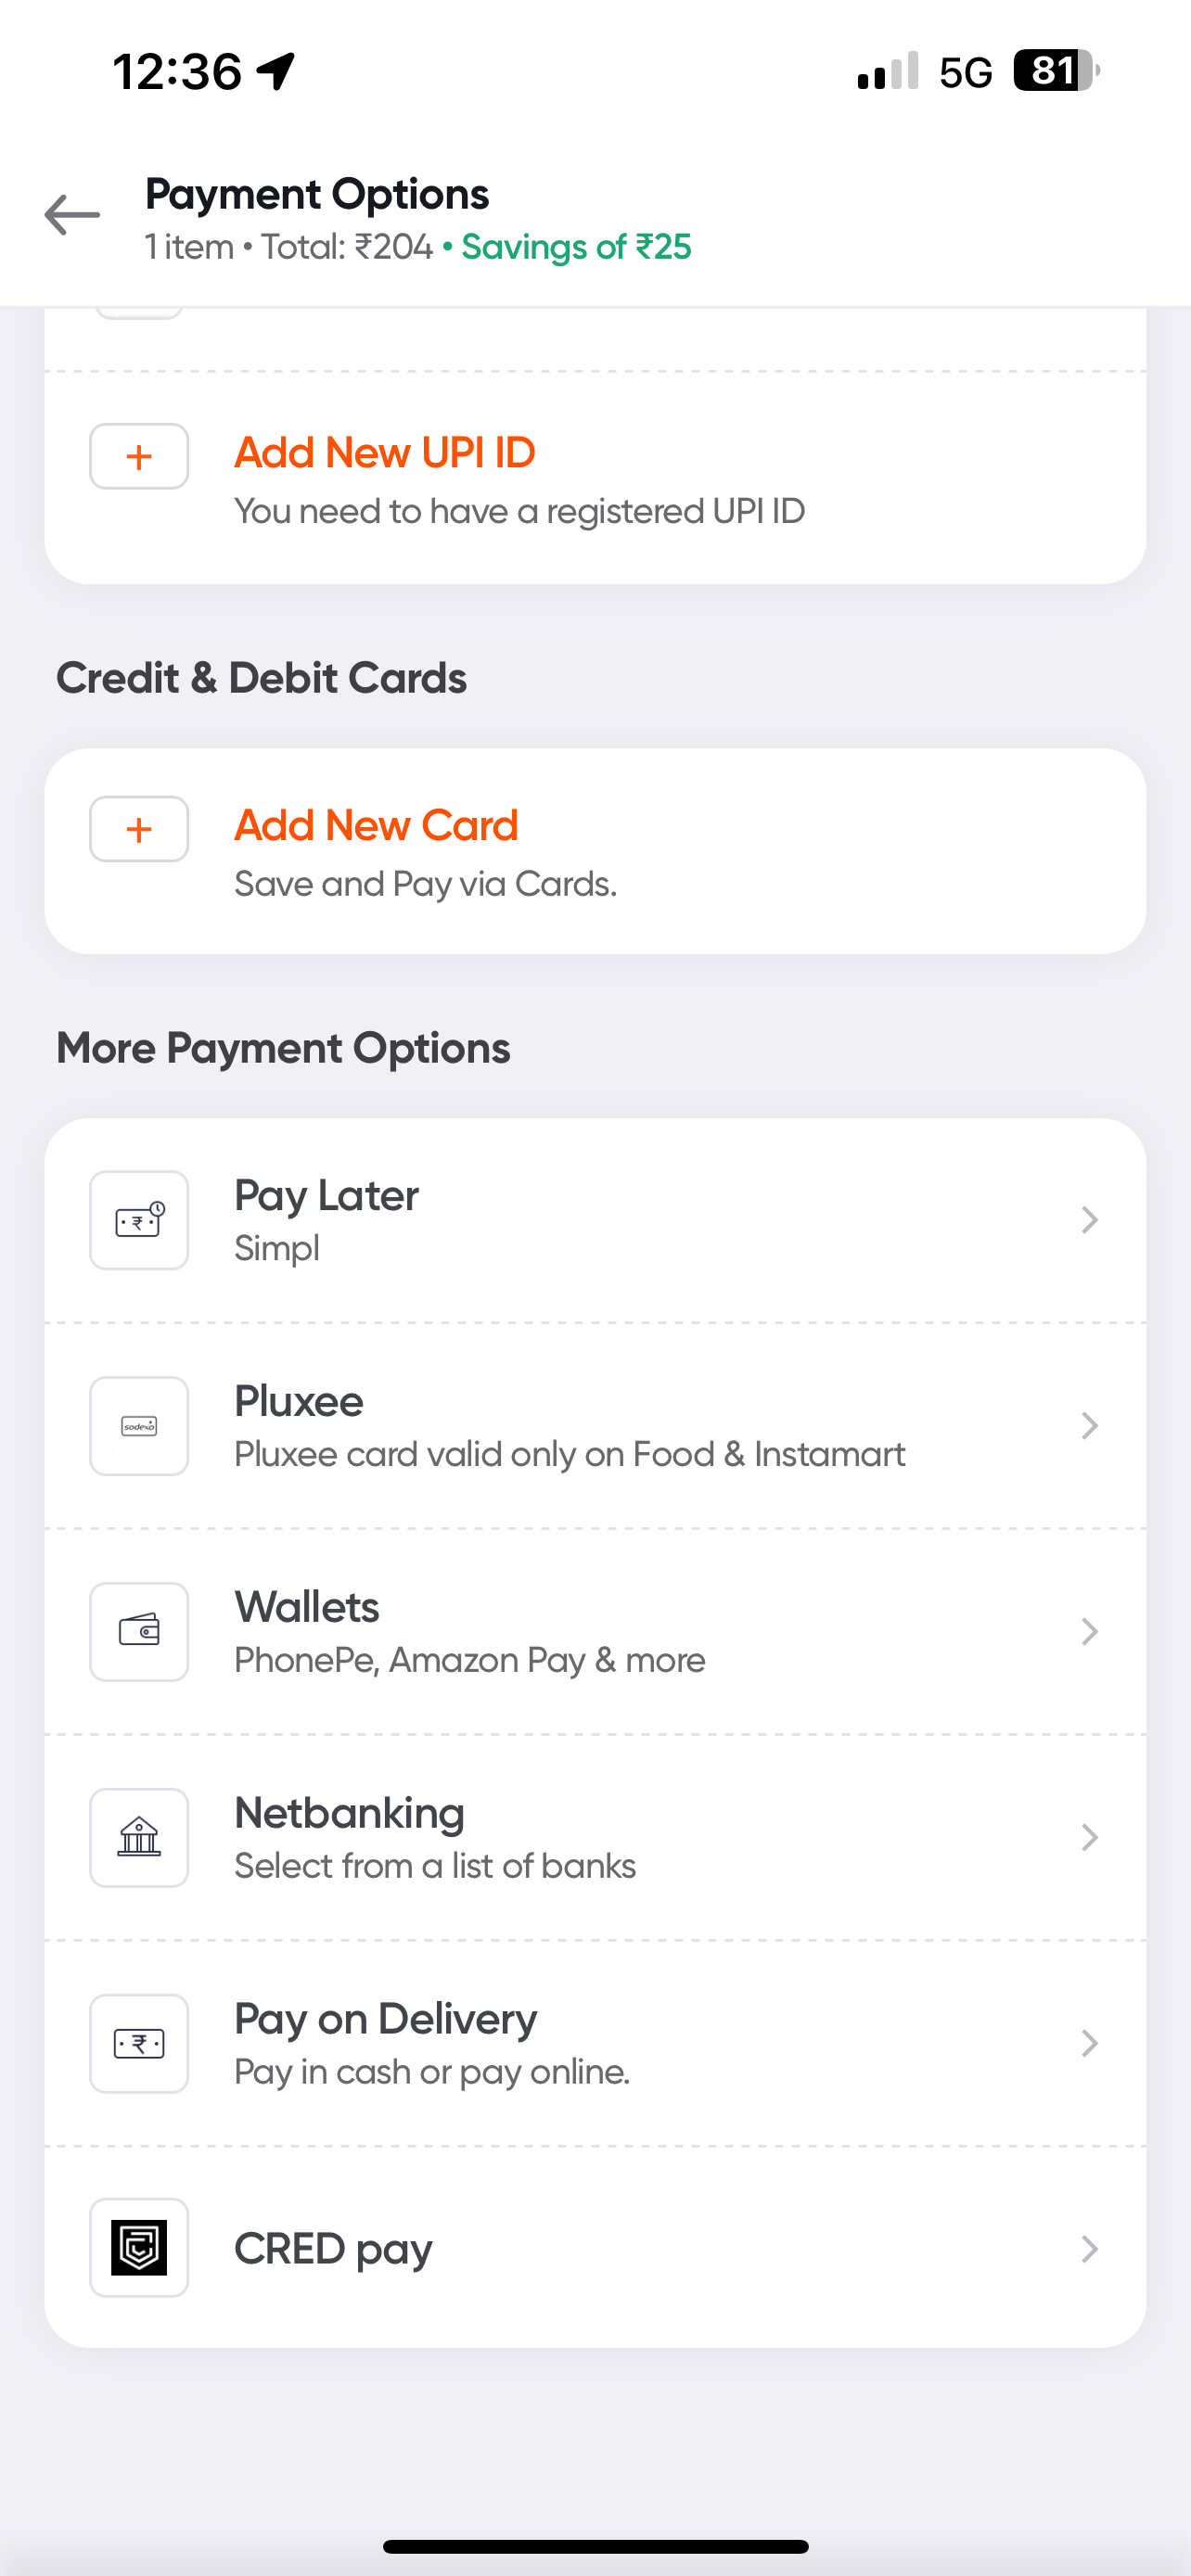 12:36
5G
81
Payment Options
1 item • Total: ₹204 • Savings of ₹25
+
Add New UPI ID
You need to have a registered UPI ID
Credit & Debit Cards
+
Add New Card
Save and Pay via Cards.
More Payment Options
₹
Pay Later
Simpl
sodexo
Pluxee
Pluxee card valid only on Food & Instamart
Wallets
PhonePe, Amazon Pay & more
Netbanking
Select from a list of banks
₹
Pay on Delivery
Pay in cash or pay online.
CRED pay